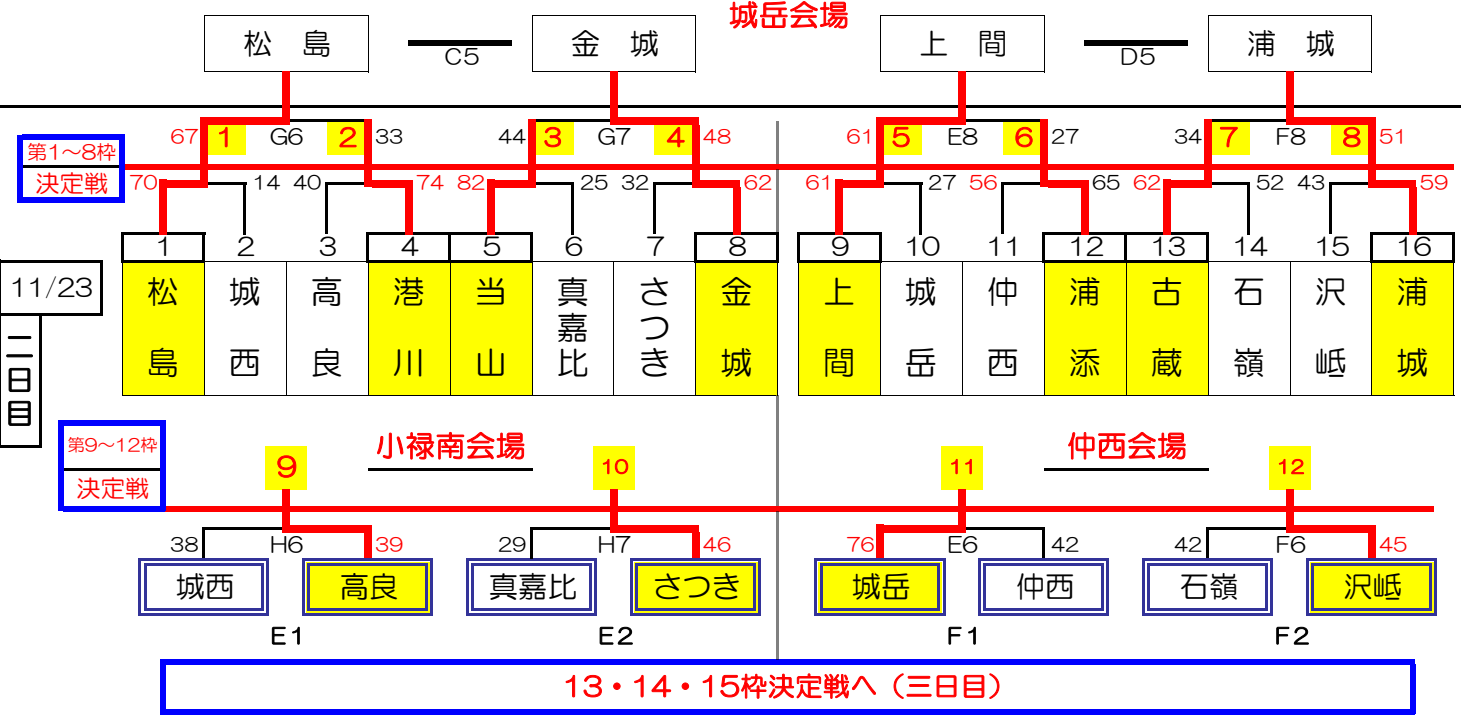 城岳会場
松 島 C5 金 城 上 間 D5 浦 城
67 1 G6 2 33 44 3 G7 4 48 61 5 E8 6 27 34 7 F8 8 51
第1～8枠
決定戦
70 14 40 74 82 25 32 62 61 27 56 65 62 52 43 59
1 2 3 4 5 6 7 8 9 10 11 12 13 14 15 16
11/23
二日目
松島 城西 高良 港川 当山 真嘉比 さつき 金城 上間 城岳 仲西 浦添 古蔵 石嶺 沢岻 浦城
第9～12枠
決定戦
小禄南会場 仲西会場
9 10 11 12
38 H6 39 29 H7 46 76 E6 42 42 F6 45
城西 高良 真嘉比 さつき 城岳 仲西 石嶺 沢岻
E1 E2 F1 F2
13・14・15枠決定戦へ（三日目）